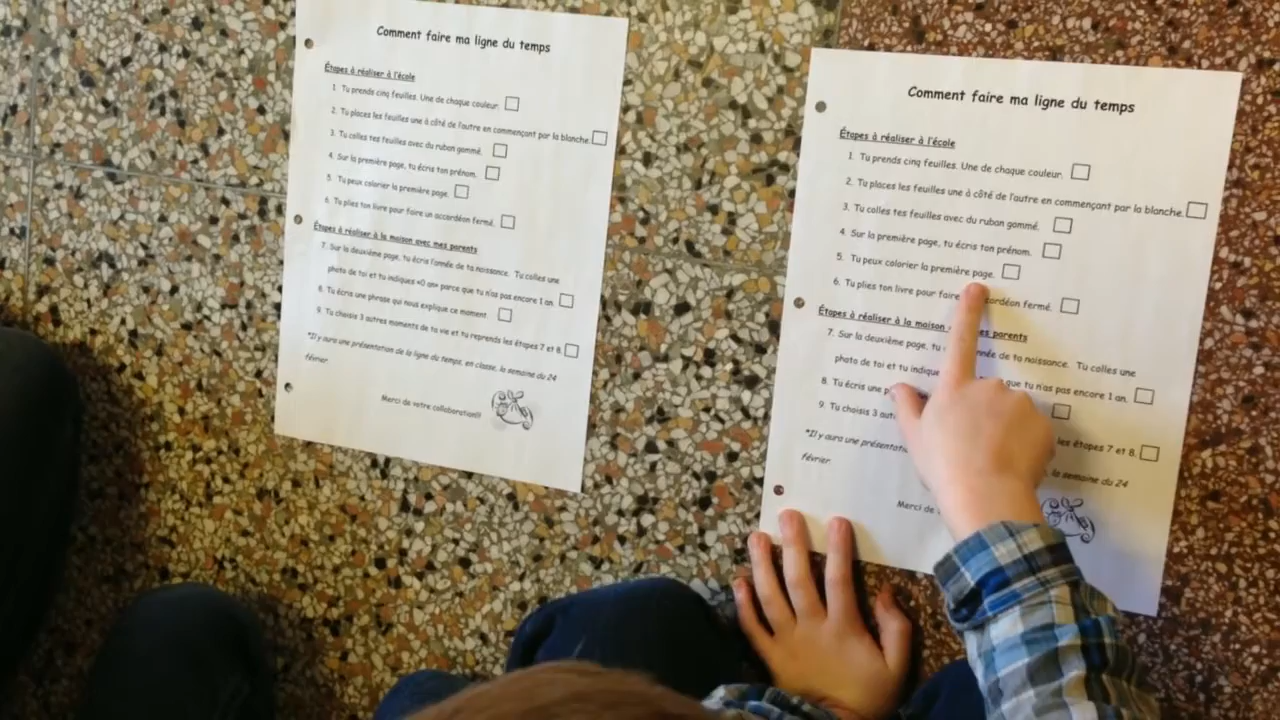 Comment faire ma ligne du temps
Étapes à réaliser à l'école
1. Tu prends cinq feuilles. Une de chaque couleur.
2. Tu places les feuilles une à côté de l'autre en commençant par la blanche.
3. Tu colles tes feuilles avec du ruban gommé.
4. Sur la première page, tu écris ton prénom.
5. Tu peux colorier la première page.
6. Tu plies ton livre pour faire un accordéon fermé.
Étapes à réaliser à la maison avec mes parents
7. Sur la deuxième page, tu écris l'année de ta naissance. Tu colles une
photo de toi et tu indiques «0 an» parce que tu n'as pas encore 1 an.
8. Tu écris une phrase qui nous explique ce moment.
9. Tu choisis 3 autres moments de ta vie et tu reprends les étapes 7 et 8.
*Il y aura une présentation de la ligne du temps, en classe, la semaine du 24
février.
Merci de votre collaboration!!!
Comment faire ma ligne du temps
Étapes à réaliser à l'école
1. Tu prends cinq feuilles. Une de chaque couleur.
2. Tu places les feuilles une à côté de l'autre en commençant par la blanche.
3. Tu colles tes feuilles avec du ruban gommé.
4. Sur la première page, tu écris ton prénom.
5. Tu peux colorier la première page.
6. Tu plies ton livre pour faire cordéon fermé.
Étapes à réaliser à la maison es parents
7. Sur la deuxième page, tu nnée de ta naissance. Tu colles une
photo de toi et tu indique que tu n'as pas encore 1 an.
8. Tu écris une p
9. Tu choisis 3 aut les étapes 7 et 8.
*Il y aura une présentati la semaine du 24
février.
Merci de